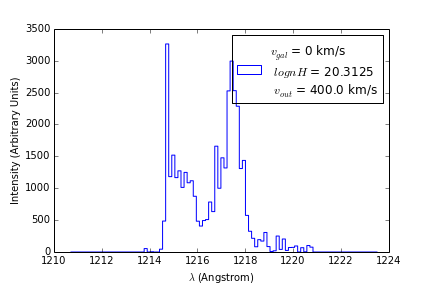 3500
3000
2500
2000
1500
1000
500
0
Intensity (Arbitrary Units)
v_gal = 0 km/s
lognH = 20.3125
v_out = 400.0 km/s
1210 1212 1214 1216 1218 1220 1222 1224
λ (Angstrom)